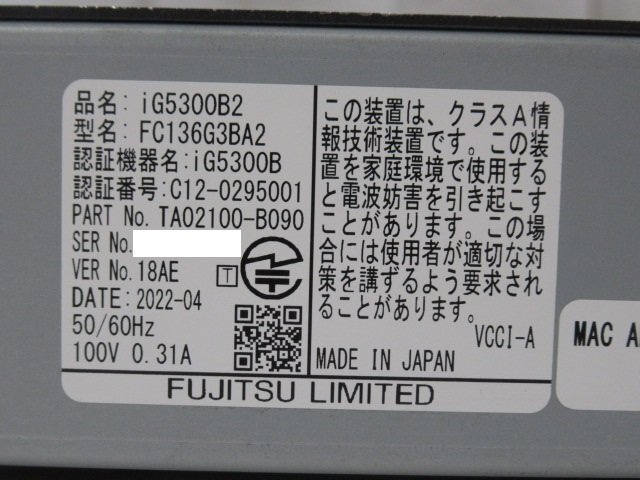 品名: iG5300B2
型名: FC136G3BA2
認証機器名:iG5300B
認証番号:C12-0295001
PART No. TA02100-B090
SER No.
VER No. 18AE
T
DATE: 2022-04
50/60Hz
100V 0.31A
この装置は、クラスA情
報技術装置です。この装
置を家庭環境で使用する
と電波妨害を引き起こす
ことがあります。この場
合には使用者が適切な対
策を講ずるよう要求され
ることがあります。
VCCI-A
MADE IN JAPAN
FUJITSU LIMITED
MAC A